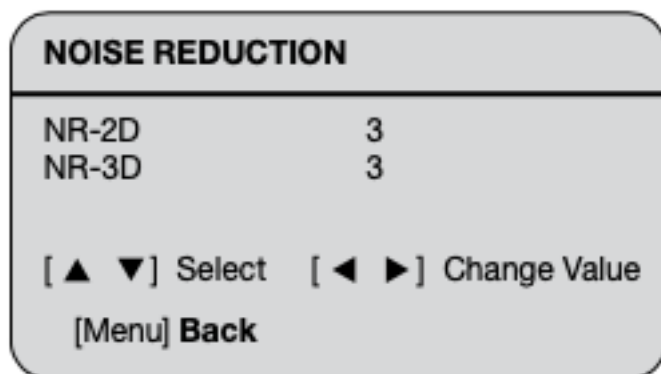 NOISE REDUCTION
NR-2D 3
NR-3D 3
[ ▲ ▼ ] Select [ ◀ ▶ ] Change Value
[Menu] Back